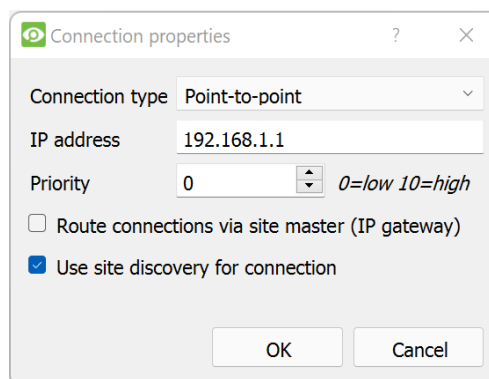 Connection properties ?
Connection type Point-to-point
IP address 192.168.1.1
Priority 0 0=low 10=high
Route connections via site master (IP gateway)
Use site discovery for connection
OK Cancel